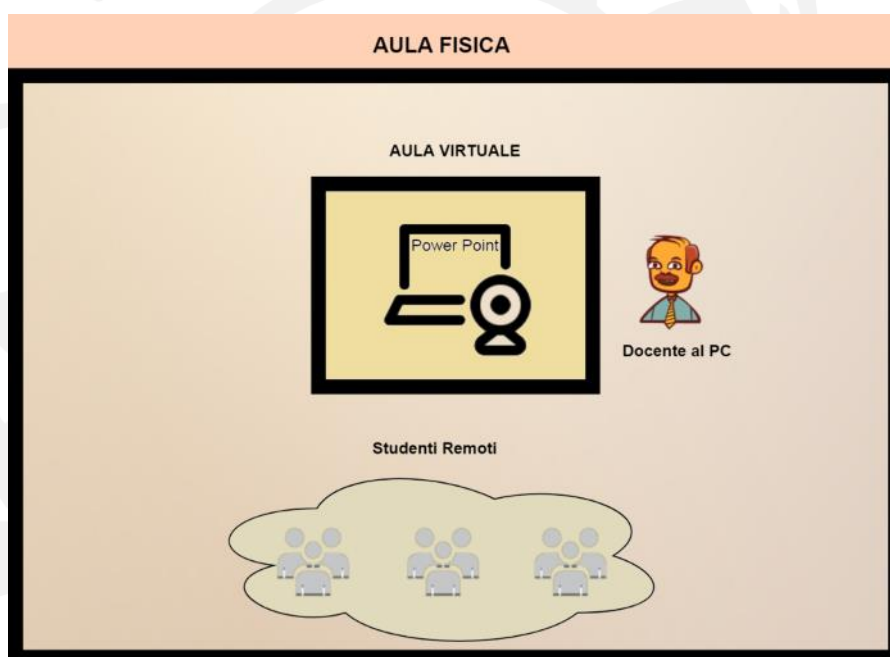 AULA FISICA
AULA VIRTUALE
Power Point
Docente al PC
Studenti Remoti